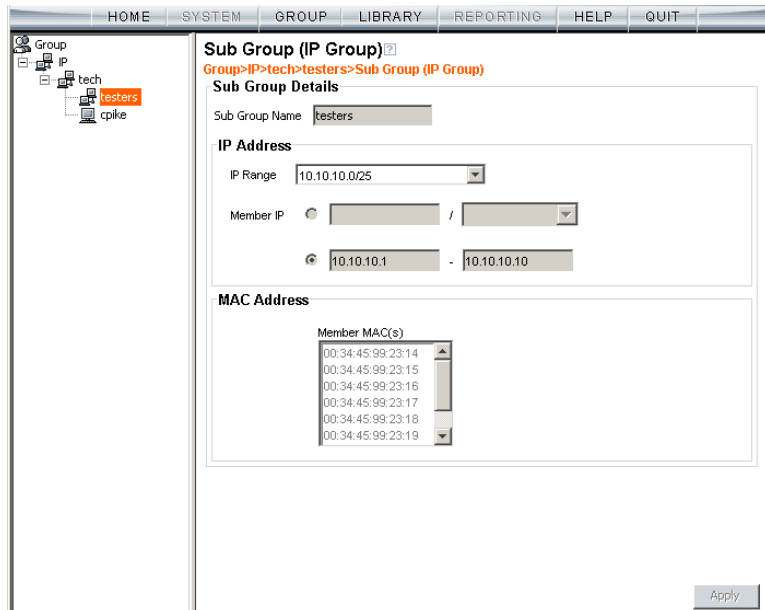 HOME SYSTEM GROUP LIBRARY REPORTING HELP QUIT
Group
IP
tech
testers
cpike
Sub Group (IP Group)?
Group>IP>tech>testers>Sub Group (IP Group)
Sub Group Details
Sub Group Name testers
IP Address
IP Range 10.10.10.0/25
Member IP /
10.10.10.1 - 10.10.10.10
MAC Address
Member MAC(s)
00:34:45:99:23:14
00:34:45:99:23:15
00:34:45:99:23:16
00:34:45:99:23:17
00:34:45:99:23:18
00:34:45:99:23:19
Apply